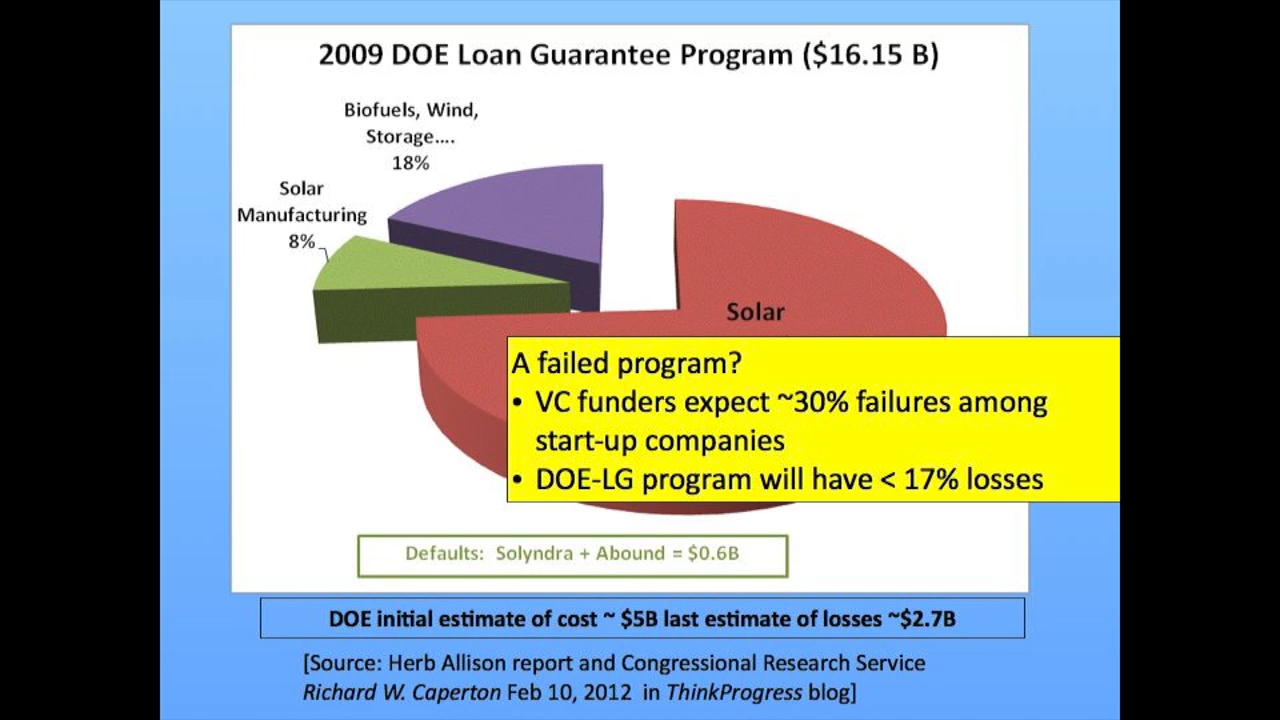 2009 DOE Loan Guarantee Program ($16.15 B)
Biofuels, Wind,
Storage....
18%
Solar
Manufacturing
8%
Solar
A failed program?
• VC funders expect ~30% failures among
start-up companies
• DOE-LG program will have < 17% losses
Defaults: Solyndra + Abound = $0.6B
DOE initial estimate of cost ~ $5B last estimate of losses ~$2.7B
[Source: Herb Allison report and Congressional Research Service
Richard W. Caperton Feb 10, 2012 in ThinkProgress blog]